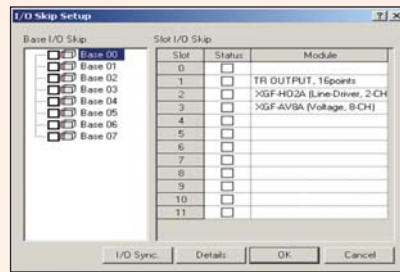 I/O Skip Setup
Base I/O Skip
Base 00
Base 01
Base 02
Base 03
Base 04
Base 05
Base 06
Base 07
Slot I/O Skip
Slot Status Module
0
1 TR OUTPUT, 16points
2 XGF-HO2A (Line-Driver, 2-CH
3 XGF-AV8A (Voltage, 8-CH)
4
5
6
7
8
9
10
11
I/O Sync. Details OK Cancel